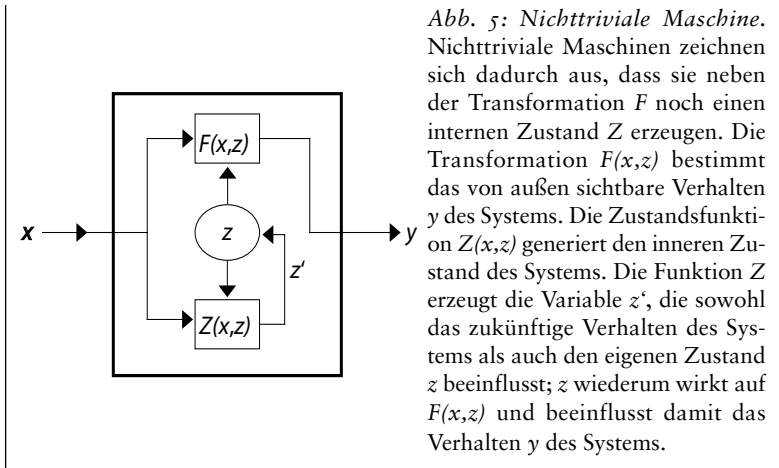 F(x,z)
x
z
y
z‘
Z(x,z)
Abb. 5: Nichttriviale Maschine.
Nichttriviale Maschinen zeichnen
sich dadurch aus, dass sie neben
der Transformation F noch einen
internen Zustand Z erzeugen. Die
Transformation F(x,z) bestimmt
das von außen sichtbare Verhalten
y des Systems. Die Zustandsfunkti-
on Z(x,z) generiert den inneren Zu-
stand des Systems. Die Funktion Z
erzeugt die Variable z‘, die sowohl
das zukünftige Verhalten des Sys-
tems als auch den eigenen Zustand
z beeinflusst; z wiederum wirkt auf
F(x,z) und beeinflusst damit das
Verhalten y des Systems.